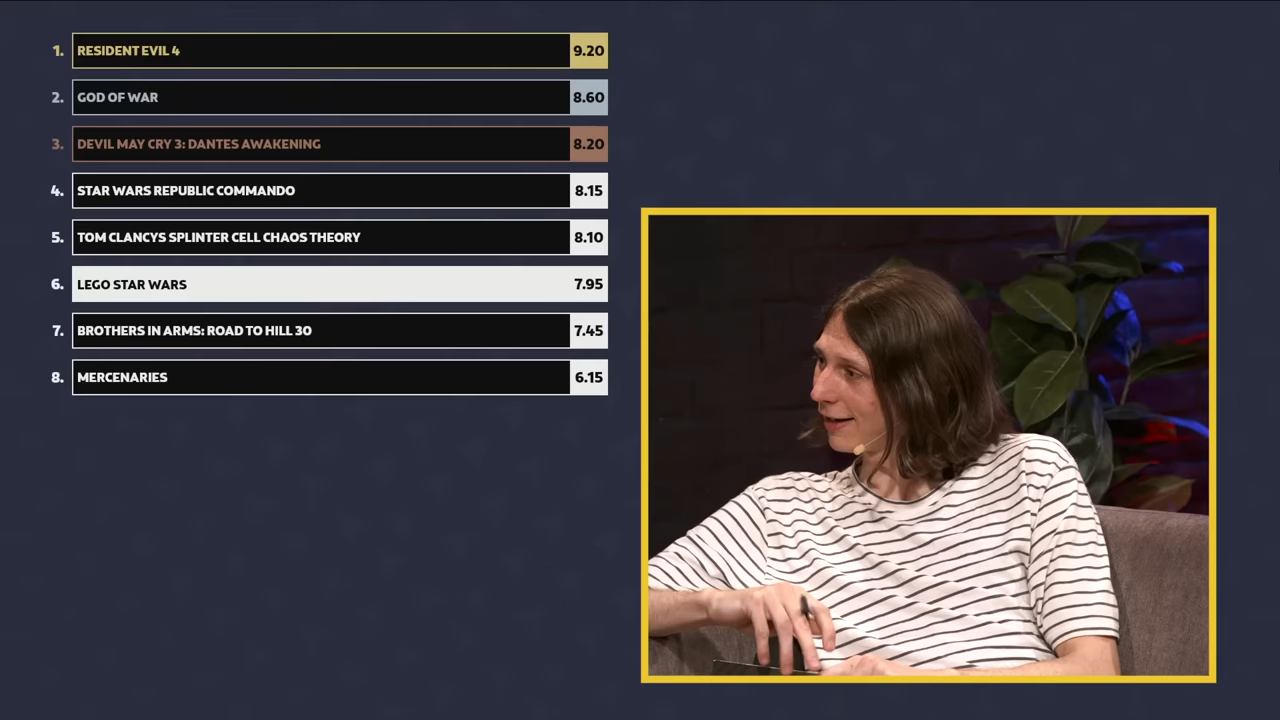 1. RESIDENT EVIL 4 9.20
2. GOD OF WAR 8.60
3. DEVIL MAY CRY 3: DANTES AWAKENING 8.20
4. STAR WARS REPUBLIC COMMANDO 8.15
5. TOM CLANCYS SPLINTER CELL CHAOS THEORY 8.10
6. LEGO STAR WARS 7.95
7. BROTHERS IN ARMS: ROAD TO HILL 30 7.45
8. MERCENARIES 6.15